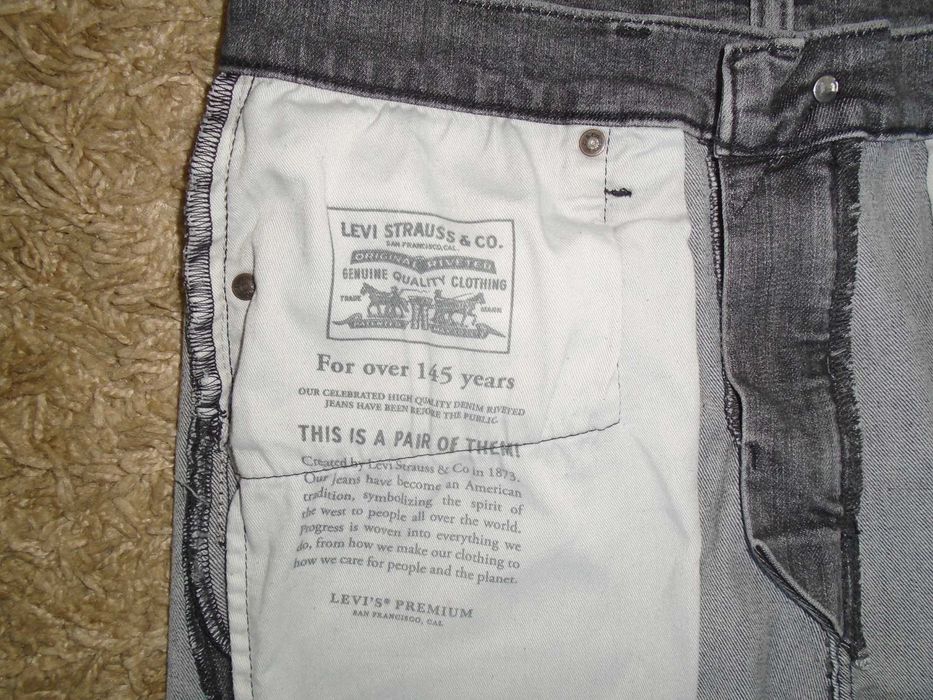 LEVI STRAUSS & CO.
SAN FRANCISCO, CAL.
ORIGINAL RIVETED
GENUINE QUALITY CLOTHING
TRADE MARK
PATENTED
For over 145 years
OUR CELEBRATED HIGH QUALITY DENIM RIVETED
JEANS HAVE BEEN BEFORE THE PUBLIC
THIS IS A PAIR OF THEM!
Created by Levi Strauss & Co in 1873.
Our jeans have become an American
tradition, symbolizing the spirit of
the west to people all over the world.
Progress is woven into everything we
do, from how we make our clothing to
how we care for people and the planet.
LEVI'S® PREMIUM
SAN FRANCISCO, CAL